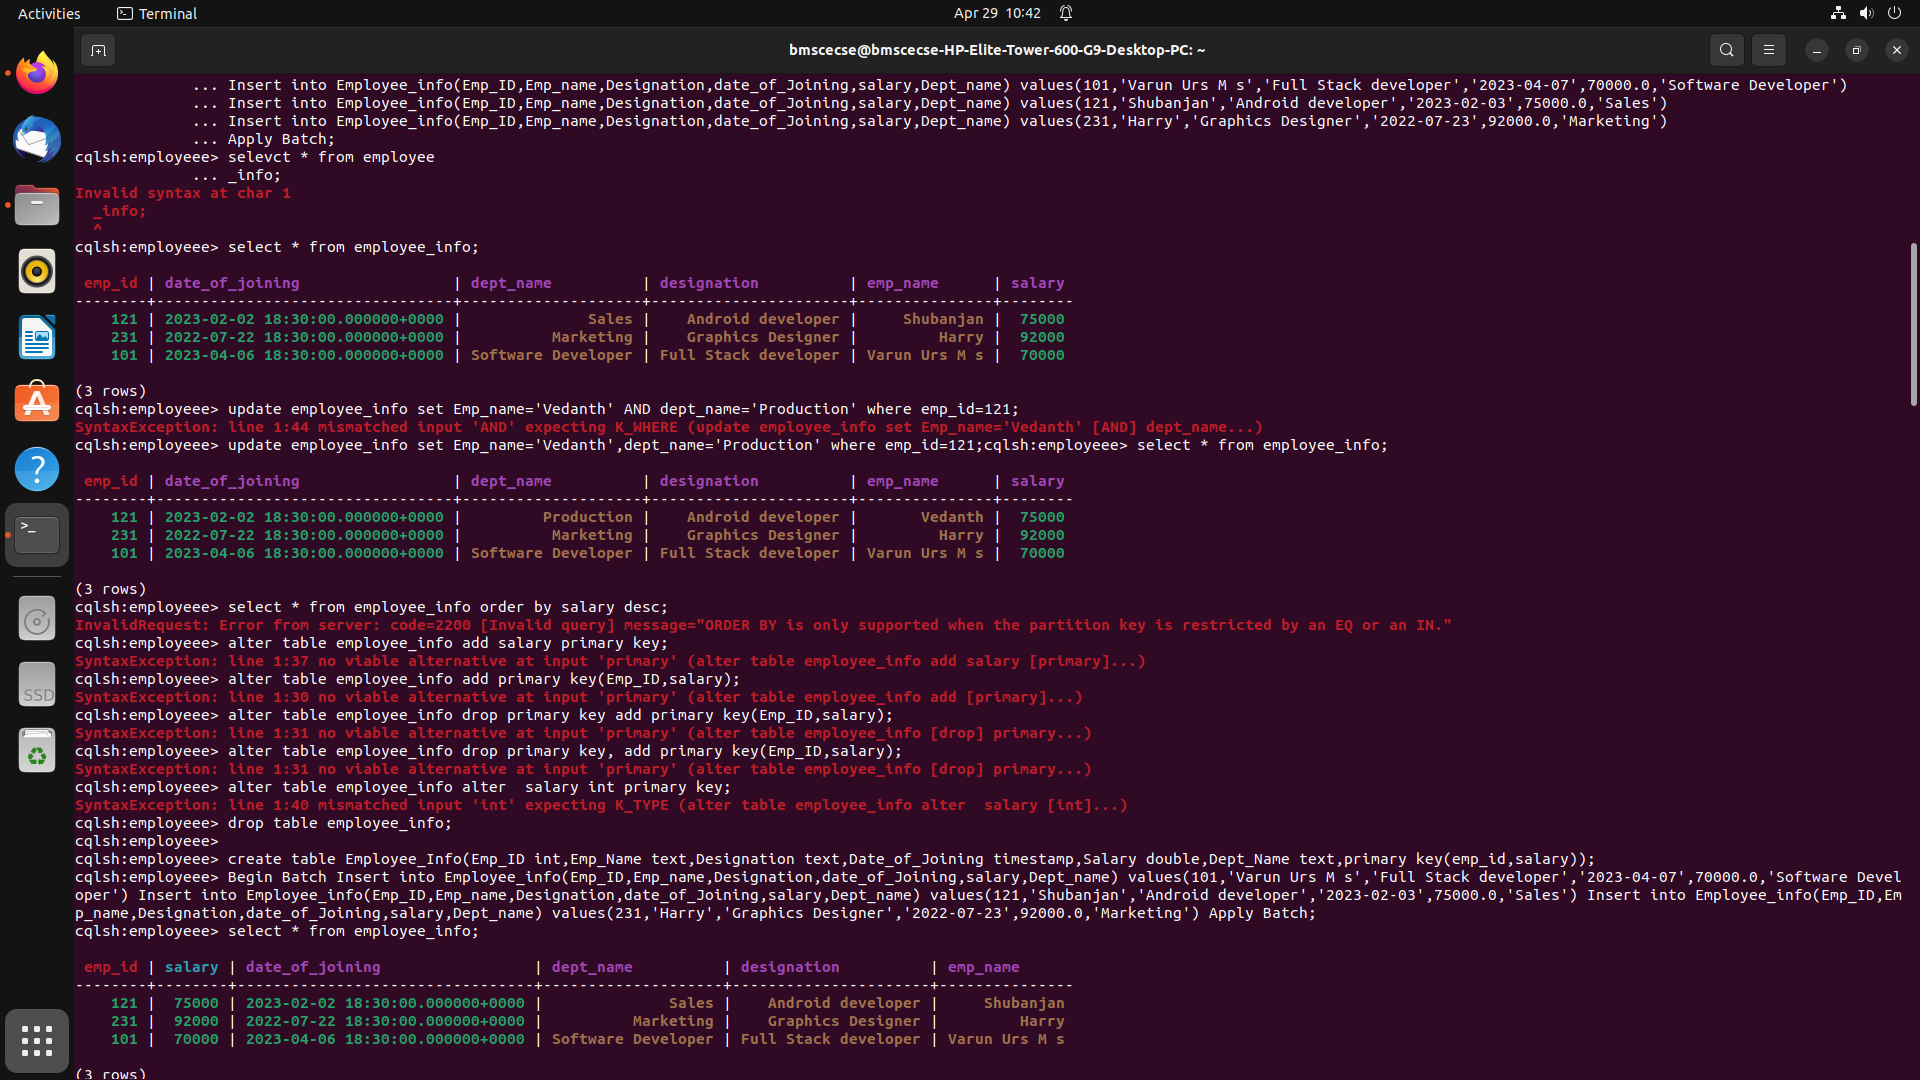 Activities Terminal Apr 29 10:42
bmscecse@bmscecse-HP-Elite-Tower-600-G9-Desktop-PC: ~
... Insert into Employee_info(Emp_ID,Emp_name,Designation,date_of_Joining,salary,Dept_name) values(101,'Varun Urs M s','Full Stack developer','2023-04-07',70000.0,'Software Developer')
... Insert into Employee_info(Emp_ID,Emp_name,Designation,date_of_Joining,salary,Dept_name) values(121,'Shubanjan','Android developer','2023-02-03',75000.0,'Sales')
... Insert into Employee_info(Emp_ID,Emp_name,Designation,date_of_Joining,salary,Dept_name) values(231,'Harry','Graphics Designer','2022-07-23',92000.0,'Marketing')
... Apply Batch;
cqlsh:employeee> selevct * from employee
... _info;
Invalid syntax at char 1
_info;
^
cqlsh:employeee> select * from employee_info;
emp_id | date_of_joining | dept_name | designation | emp_name | salary
--------+---------------------------------+--------------------+----------------------+---------------+--------
121 | 2023-02-02 18:30:00.000000+0000 | Sales | Android developer | Shubanjan | 75000
231 | 2022-07-22 18:30:00.000000+0000 | Marketing | Graphics Designer | Harry | 92000
101 | 2023-04-06 18:30:00.000000+0000 | Software Developer | Full Stack developer | Varun Urs M s | 70000
(3 rows)
cqlsh:employeee> update employee_info set Emp_name='Vedanth' AND dept_name='Production' where emp_id=121;
SyntaxException: line 1:44 mismatched input 'AND' expecting K_WHERE (update employee_info set Emp_name='Vedanth' [AND] dept_name...)
cqlsh:employeee> update employee_info set Emp_name='Vedanth',dept_name='Production' where emp_id=121;cqlsh:employeee> select * from employee_info;
emp_id | date_of_joining | dept_name | designation | emp_name | salary
--------+---------------------------------+--------------------+----------------------+---------------+--------
121 | 2023-02-02 18:30:00.000000+0000 | Production | Android developer | Vedanth | 75000
231 | 2022-07-22 18:30:00.000000+0000 | Marketing | Graphics Designer | Harry | 92000
101 | 2023-04-06 18:30:00.000000+0000 | Software Developer | Full Stack developer | Varun Urs M s | 70000
(3 rows)
cqlsh:employeee> select * from employee_info order by salary desc;
InvalidRequest: Error from server: code=2200 [Invalid query] message="ORDER BY is only supported when the partition key is restricted by an EQ or an IN."
cqlsh:employeee> alter table employee_info add salary primary key;
SyntaxException: line 1:37 no viable alternative at input 'primary' (alter table employee_info add salary [primary]...)
cqlsh:employeee> alter table employee_info add primary key(Emp_ID,salary);
SyntaxException: line 1:30 no viable alternative at input 'primary' (alter table employee_info add [primary]...)
cqlsh:employeee> alter table employee_info drop primary key add primary key(Emp_ID,salary);
SyntaxException: line 1:31 no viable alternative at input 'primary' (alter table employee_info [drop] primary...)
cqlsh:employeee> alter table employee_info drop primary key, add primary key(Emp_ID,salary);
SyntaxException: line 1:31 no viable alternative at input 'primary' (alter table employee_info [drop] primary...)
cqlsh:employeee> alter table employee_info alter  salary int primary key;
SyntaxException: line 1:40 mismatched input 'int' expecting K_TYPE (alter table employee_info alter  salary [int]...)
cqlsh:employeee> drop table employee_info;
cqlsh:employeee>
cqlsh:employeee> create table Employee_Info(Emp_ID int,Emp_Name text,Designation text,Date_of_Joining timestamp,Salary double,Dept_Name text,primary key(emp_id,salary));
cqlsh:employeee> Begin Batch Insert into Employee_info(Emp_ID,Emp_name,Designation,date_of_Joining,salary,Dept_name) values(101,'Varun Urs M s','Full Stack developer','2023-04-07',70000.0,'Software Devel
oper') Insert into Employee_info(Emp_ID,Emp_name,Designation,date_of_Joining,salary,Dept_name) values(121,'Shubanjan','Android developer','2023-02-03',75000.0,'Sales') Insert into Employee_info(Emp_ID,Em
p_name,Designation,date_of_Joining,salary,Dept_name) values(231,'Harry','Graphics Designer','2022-07-23',92000.0,'Marketing') Apply Batch;
cqlsh:employeee> select * from employee_info;
emp_id | salary | date_of_joining | dept_name | designation | emp_name
--------+--------+---------------------------------+--------------------+----------------------+---------------
121 | 75000 | 2023-02-02 18:30:00.000000+0000 | Sales | Android developer | Shubanjan
231 | 92000 | 2022-07-22 18:30:00.000000+0000 | Marketing | Graphics Designer | Harry
101 | 70000 | 2023-04-06 18:30:00.000000+0000 | Software Developer | Full Stack developer | Varun Urs M s
(3 rows)
SSD